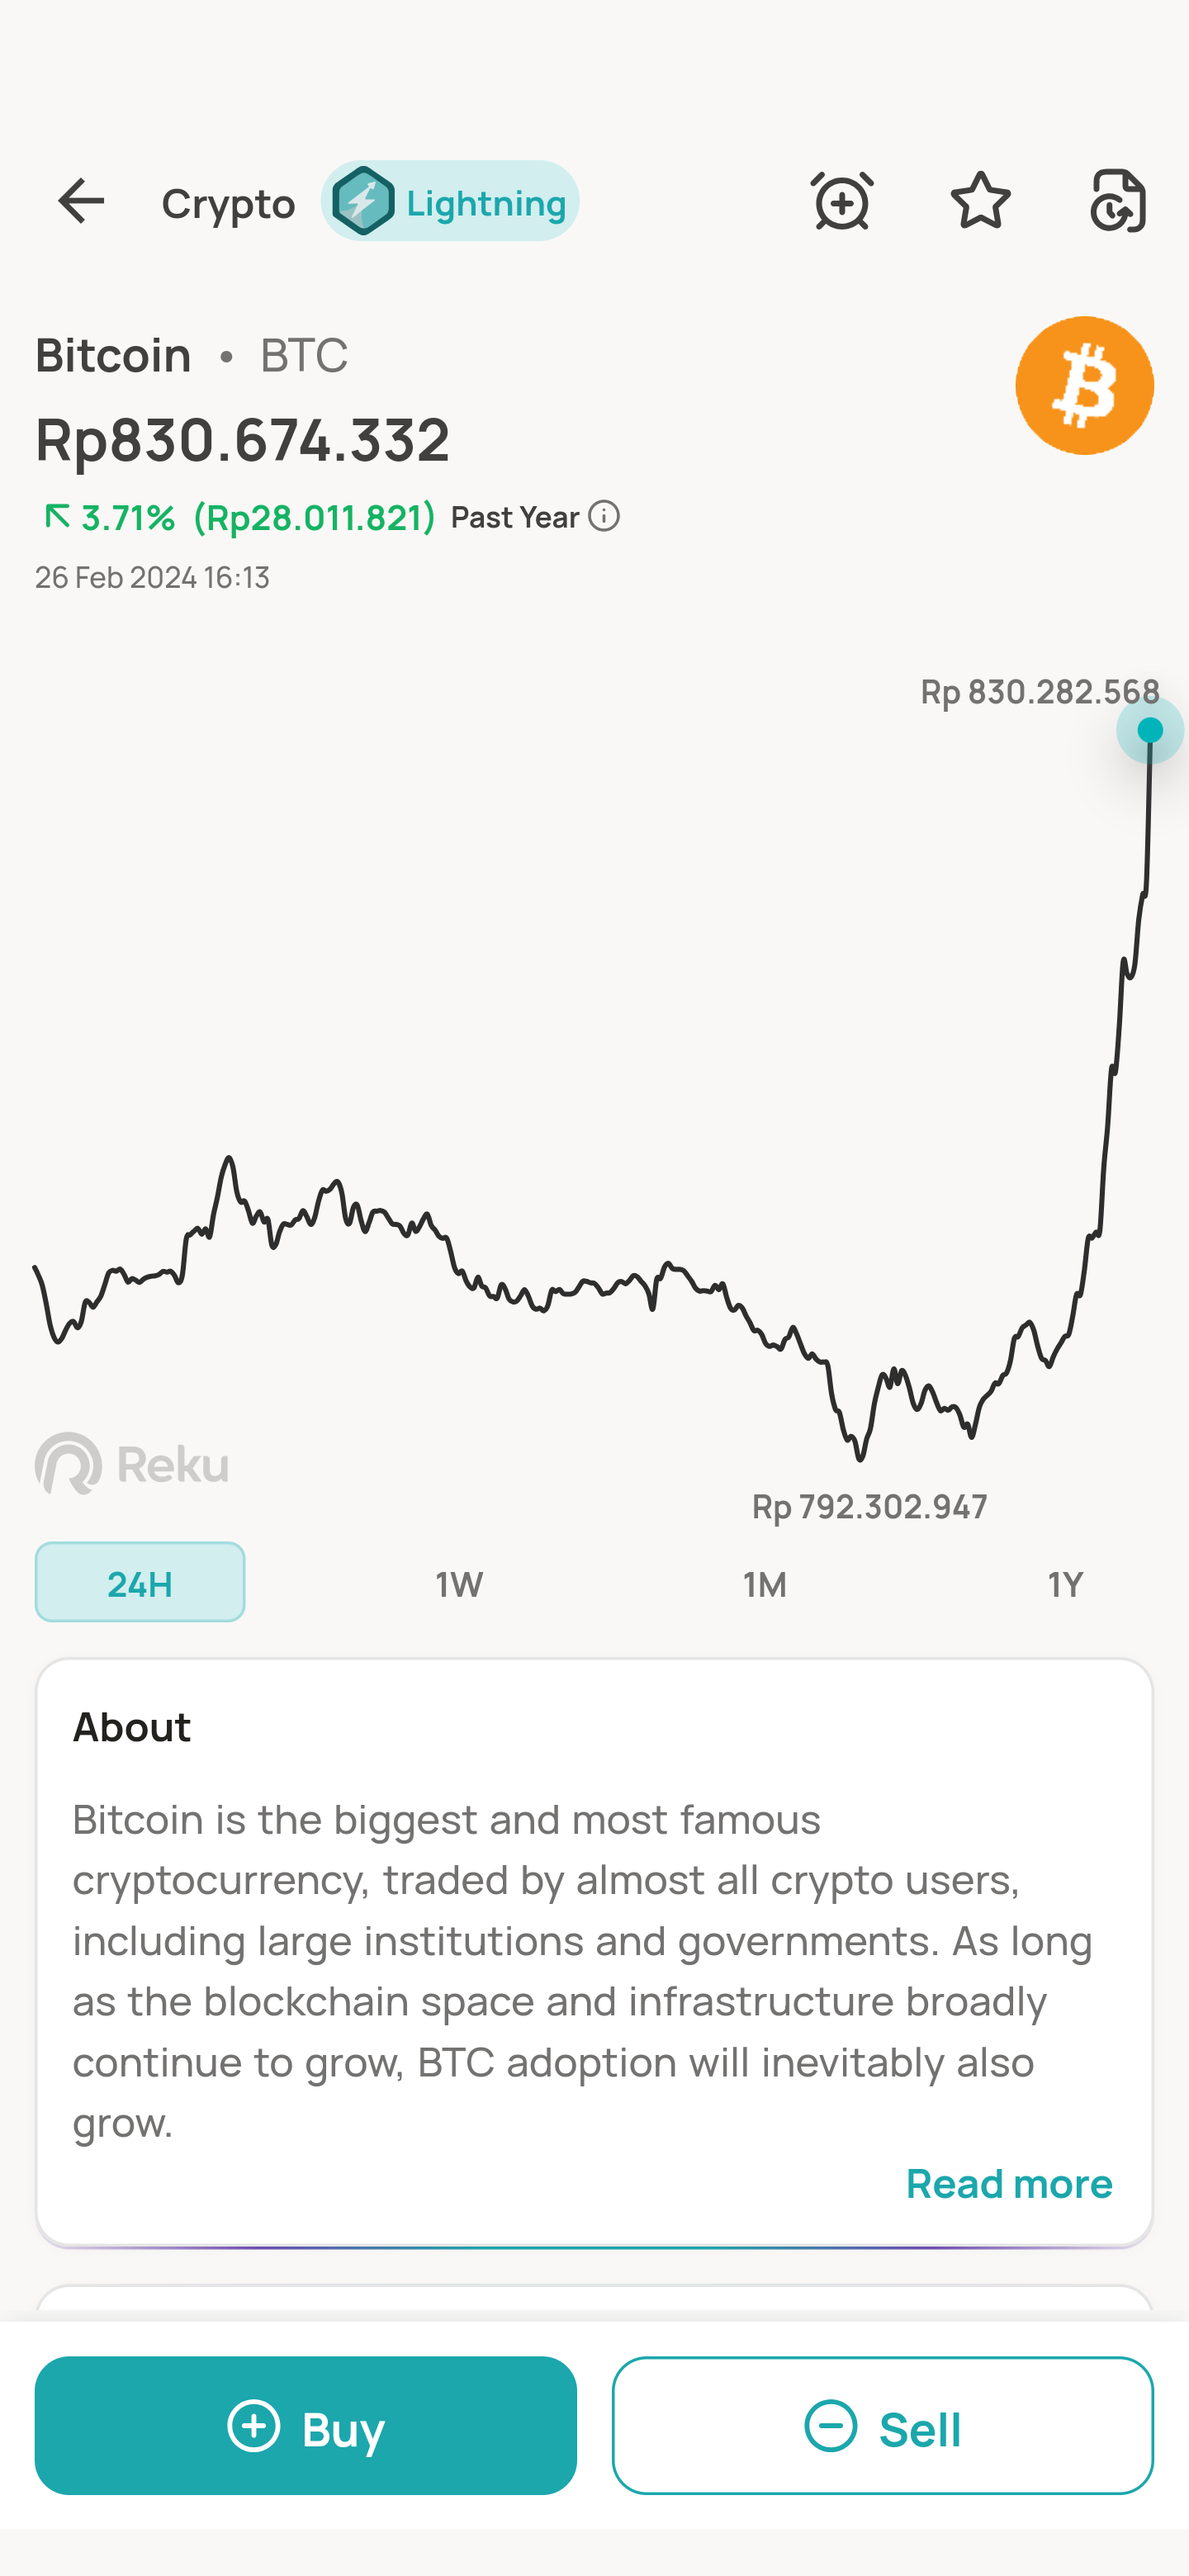 Crypto Lightning
Bitcoin • BTC
Rp830.674.332
3.71% (Rp28.011.821) Past Year
26 Feb 2024 16:13
Rp 830.282.568
Reku
Rp 792.302.947
24H 1W 1M 1Y
About
Bitcoin is the biggest and most famous
cryptocurrency, traded by almost all crypto users,
including large institutions and governments. As long
as the blockchain space and infrastructure broadly
continue to grow, BTC adoption will inevitably also
grow.
Read more
Buy Sell